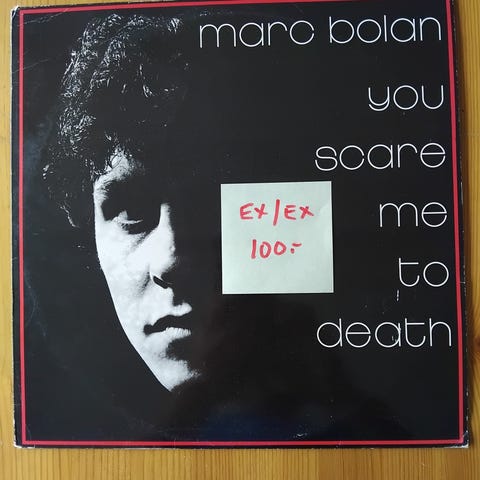 marc bolan
you
scare
me
to
death
EX/EX
100:-